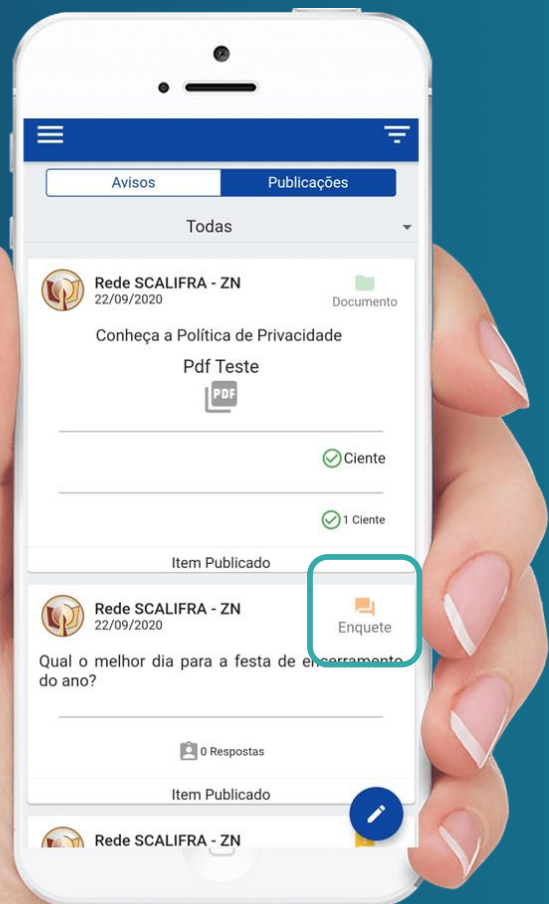 Avisos
Publicações
Todas
Rede SCALIFRA - ZN
22/09/2020
Documento
Conheça a Política de Privacidade
Pdf Teste
PDF
Ciente
1 Ciente
Item Publicado
Rede SCALIFRA - ZN
22/09/2020
Enquete
Qual o melhor dia para a festa de encerramento
do ano?
0 Respostas
Item Publicado
Rede SCALIFRA - ZN